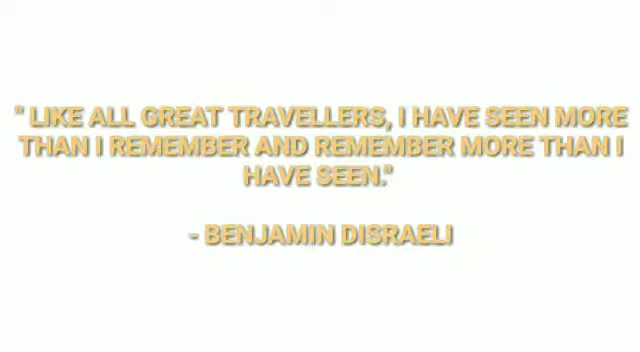 " LIKE ALL GREAT TRAVELLERS, I HAVE SEEN MORE
THAN I REMEMBER AND REMEMBER MORE THAN I
HAVE SEEN."
- BENJAMIN DISRAELI